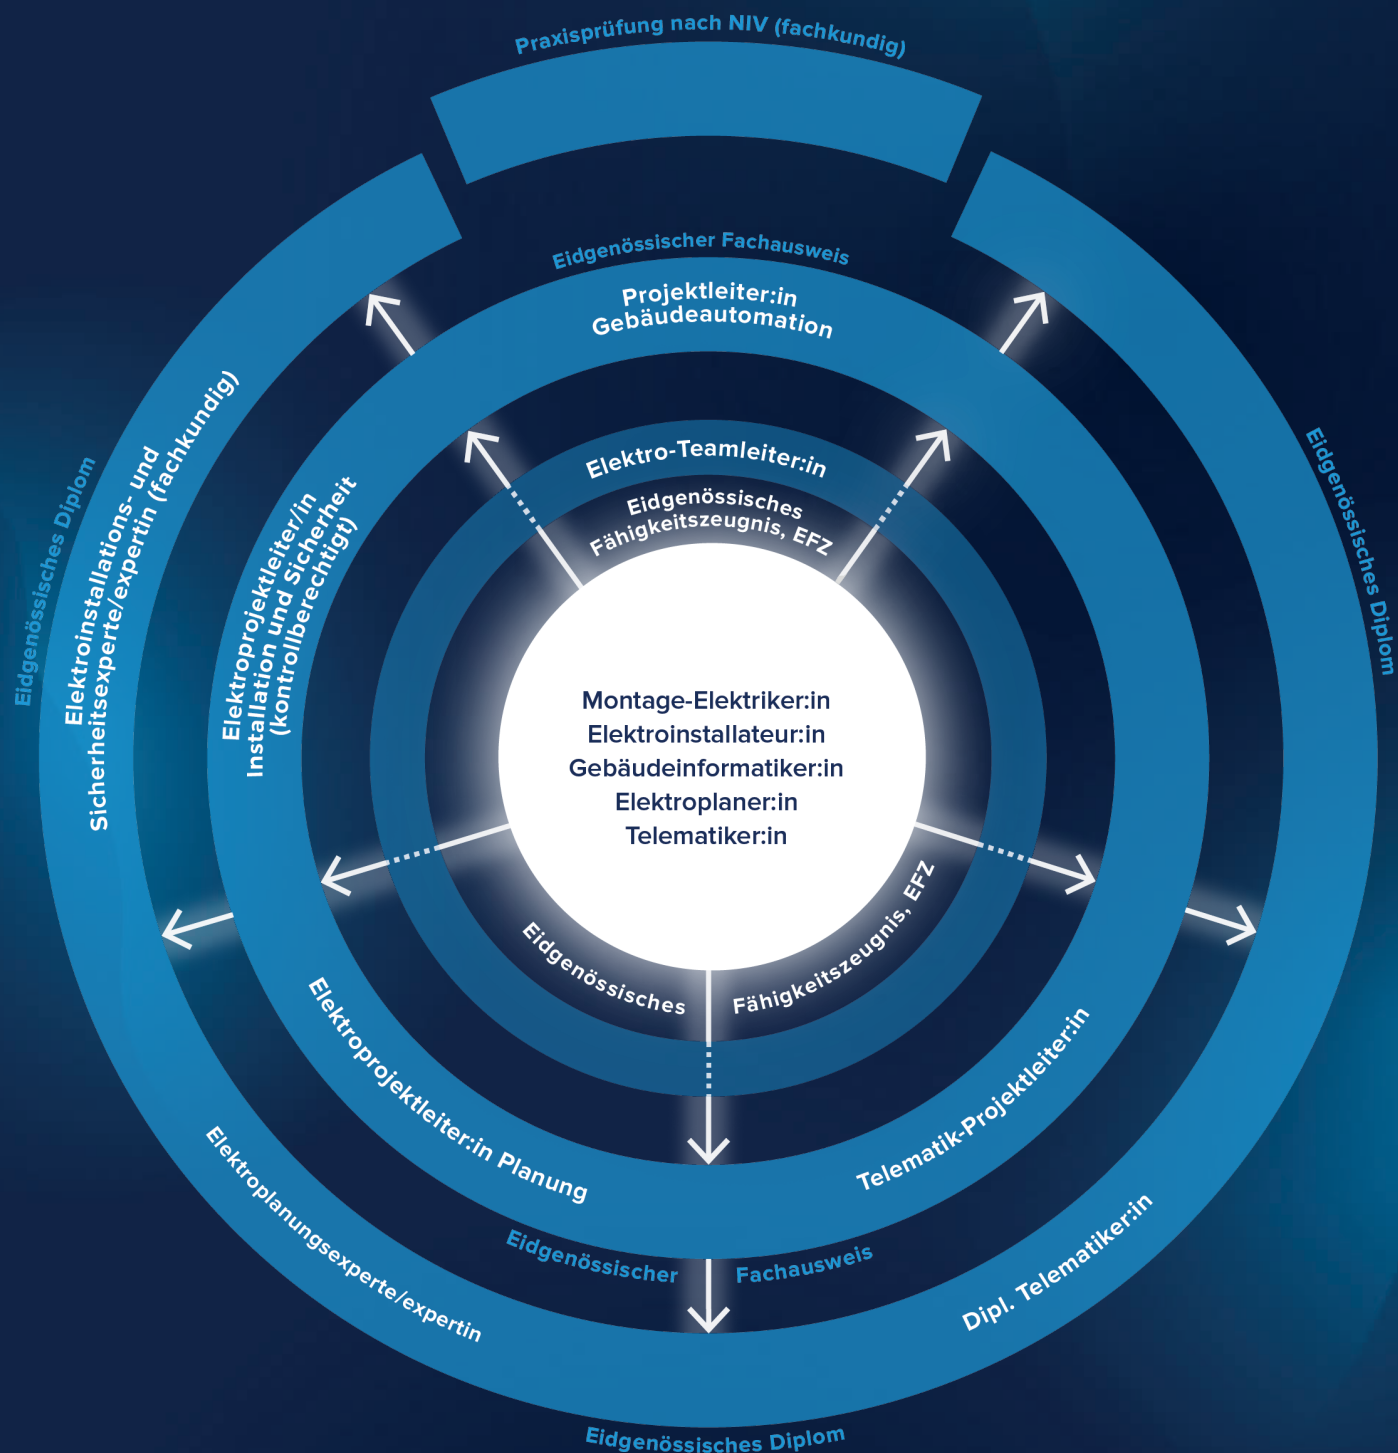 Praxisprüfung nach NIV (fachkundig)
Eidgenössischer Fachausweis
Projektleiter:in
Gebäudeautomation
Elektro-Teamleiter:in
Eidgenössisches
Fähigkeitszeugnis, EFZ
Eidgenössisches Diplom
Elektroinstallations- und
Sicherheitsexperte/expertin (fachkundig)
Elektroprojektleiter/in
Installation und Sicherheit
(kontrollberechtigt)
Eidgenössisches Diplom
Montage-Elektriker:in
Elektroinstallateur:in
Gebäudeinformatiker:in
Elektroplaner:in
Telematiker:in
Eidgenössisches Fähigkeitszeugnis, EFZ
Elektroprojektleiter:in Planung
Telematik-Projektleiter:in
Eidgenössischer Fachausweis
Elektroplanungsexperte/expertin
Dipl. Telematiker:in
Eidgenössisches Diplom